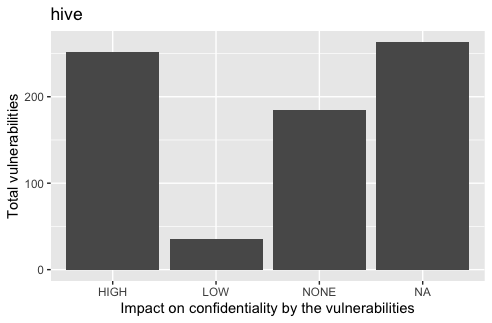 hive
Total vulnerabilities
200
100
0
HIGH LOW NONE NA
Impact on confidentiality by the vulnerabilities